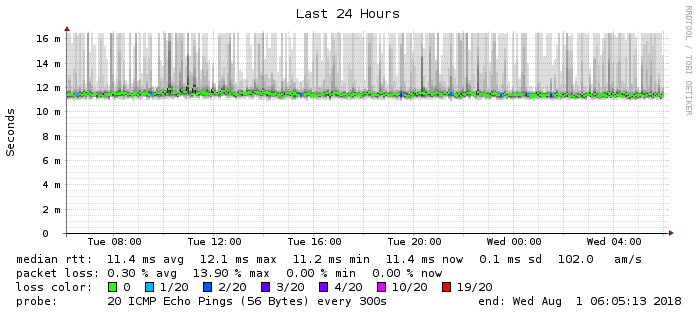 Last 24 Hours
RRDTOOL / TOBI OETIKER
Seconds
16 m
14 m
12 m
10 m
8 m
6 m
4 m
2 m
0
Tue 08:00 Tue 12:00 Tue 16:00 Tue 20:00 Wed 00:00 Wed 04:00
median rtt: 11.4 ms avg 12.1 ms max 11.2 ms min 11.4 ms now 0.1 ms sd 102.0 am/s
packet loss: 0.30 % avg 13.90 % max 0.00 % min 0.00 % now
loss color: 0 1/20 2/20 3/20 4/20 10/20 19/20
probe: 20 ICMP Echo Pings (56 Bytes) every 300s end: Wed Aug 1 06:05:13 2018